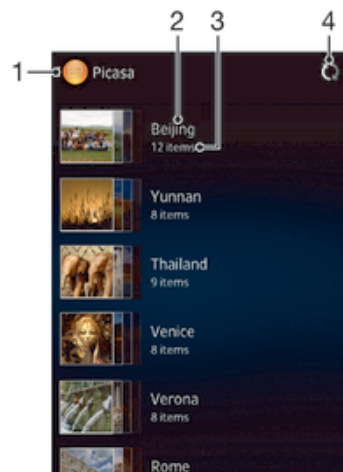 2
3
4
1
Picasa
Beijing
12 items
Yunnan
8 items
Thailand
9 items
Venice
8 items
Verona
8 items
Rome